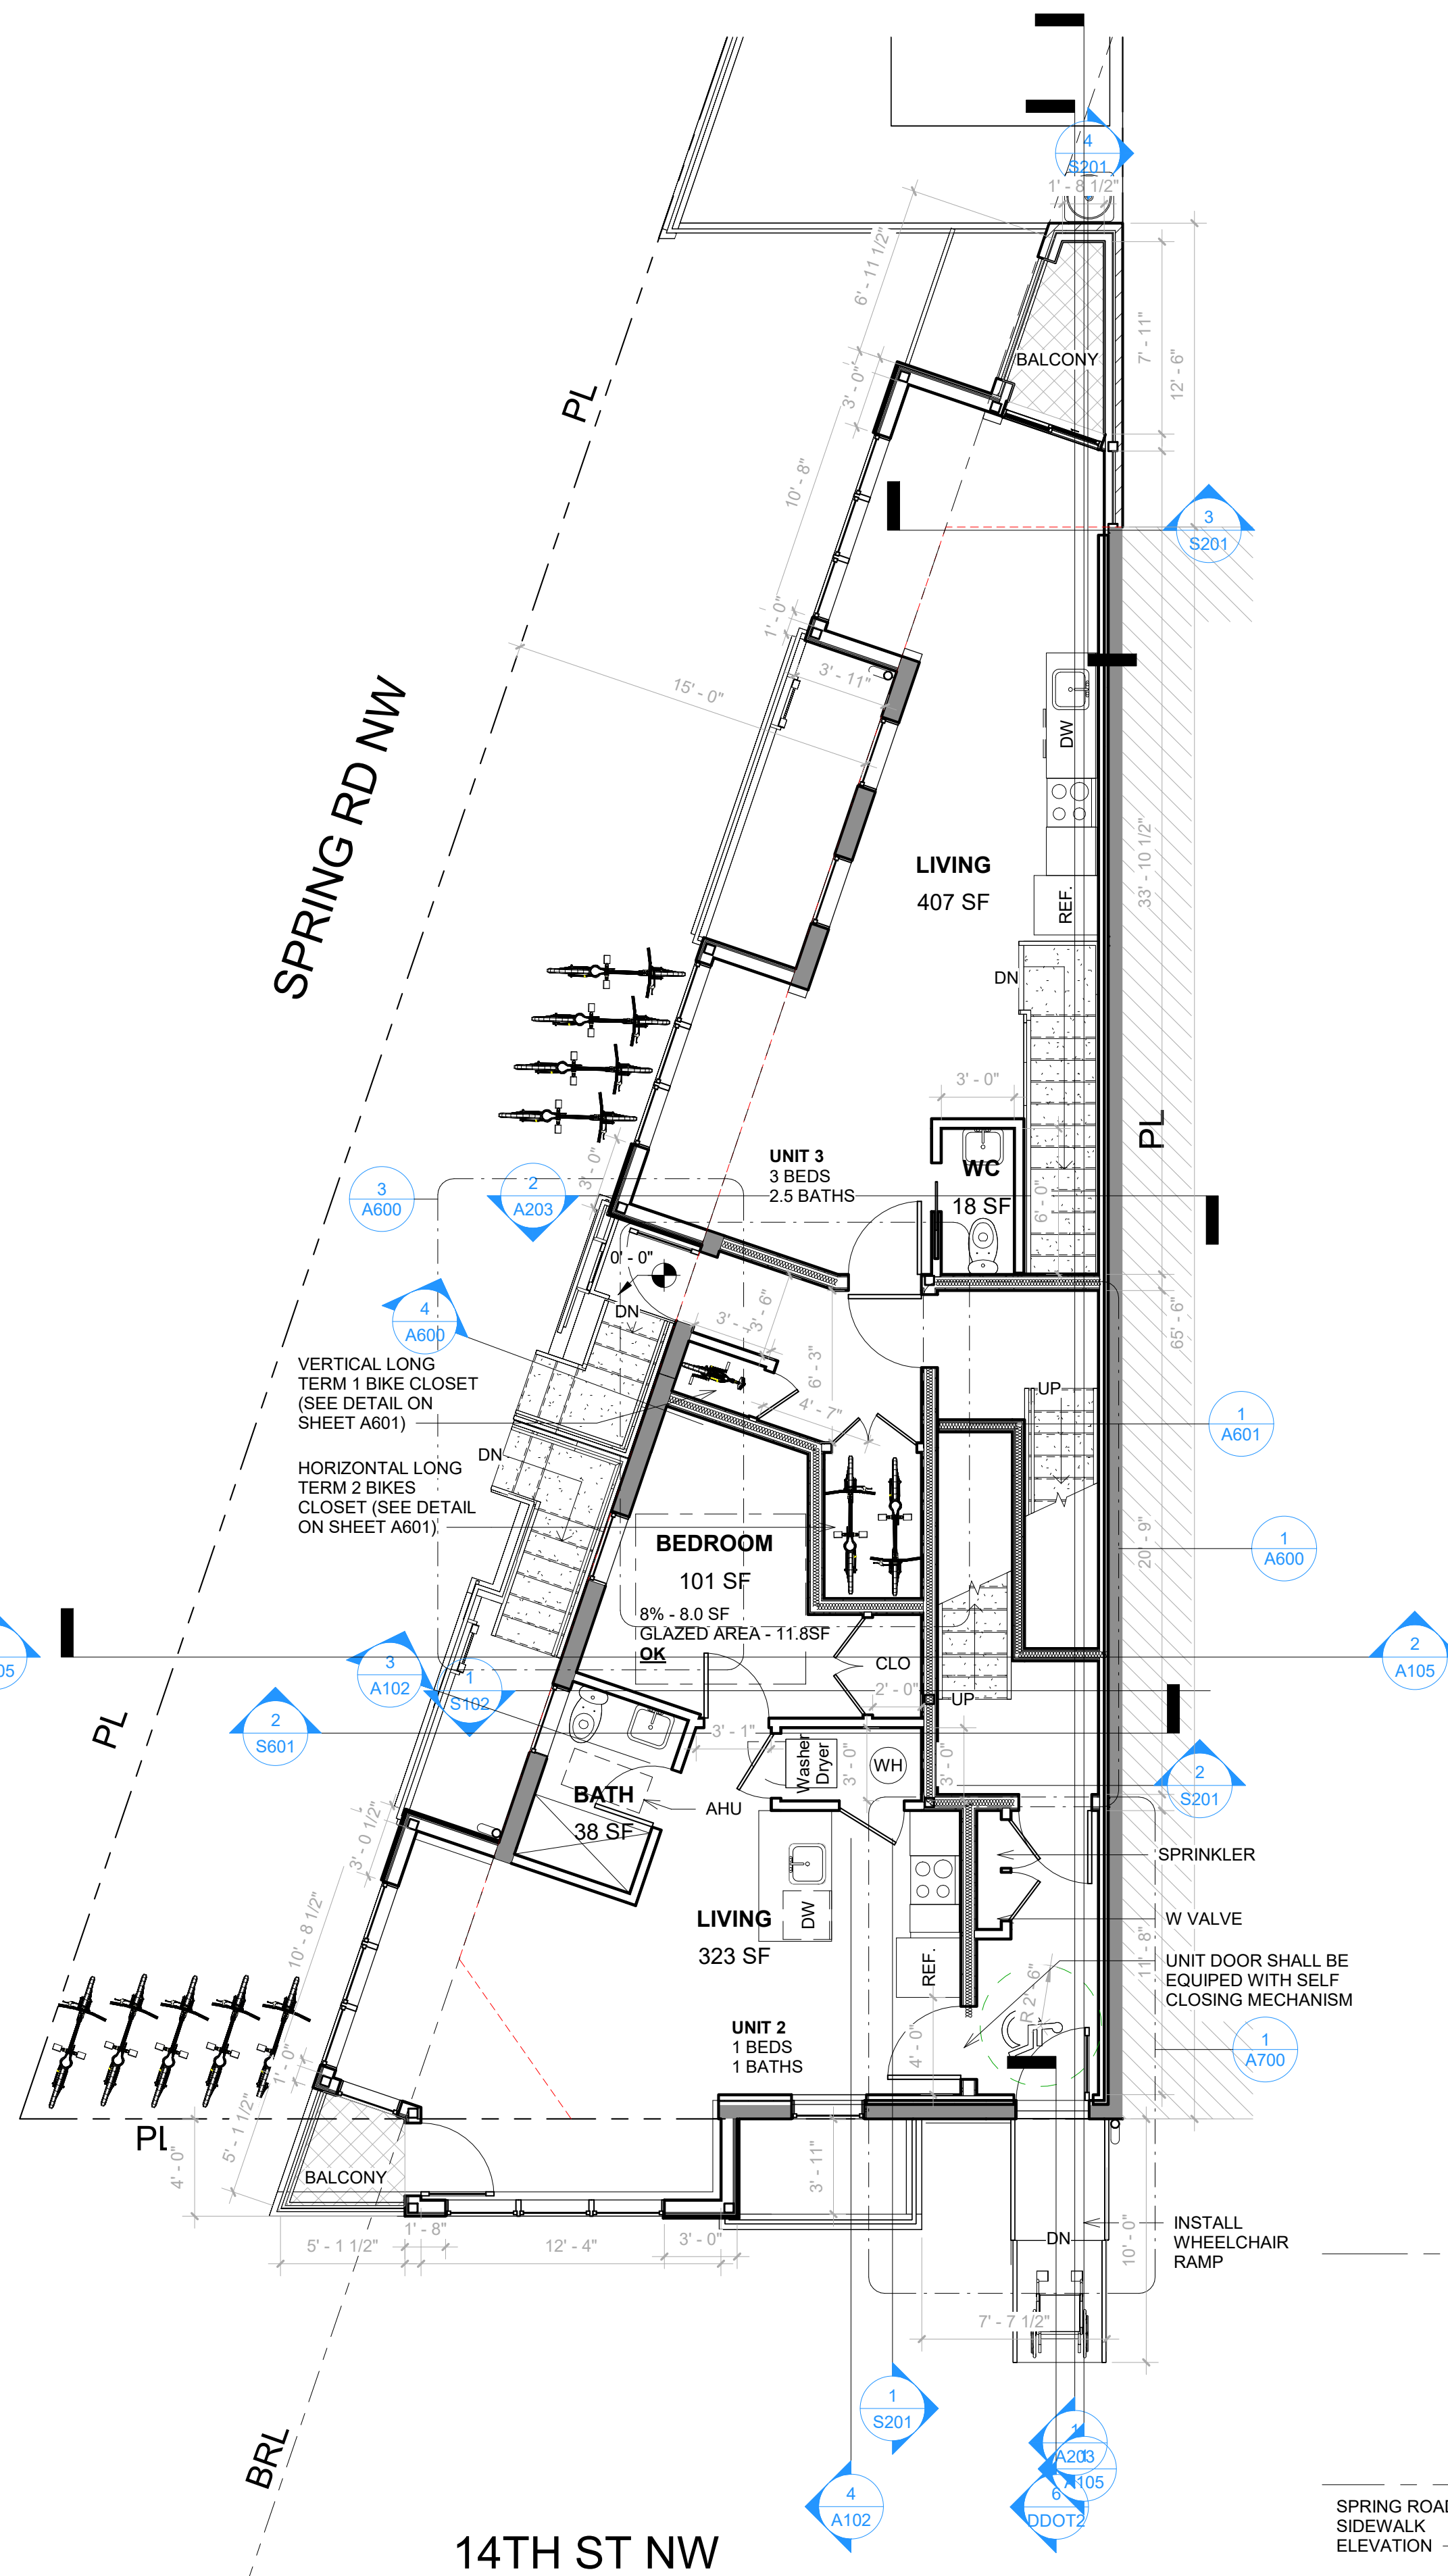 4
S201
1' - 8 1/2"
6' - 11 1/2"
7' - 11"
12' - 6"
BALCONY
3' - 0"
PL
10' - 8"
3
S201
1' - 0"
3' - 11"
15' - 0"
SPRING RD NW
DW
LIVING
407 SF
33' - 10 1/2"
REF.
DN
3' - 0"
PL
UNIT 3
3 BEDS
2.5 BATHS
WC
18 SF
6' - 0"
3' - 0"
3
A600
2
A203
0' - 0"
DN
3' - 6"
4
A600
65' - 6"
VERTICAL LONG
TERM 1 BIKE CLOSET
(SEE DETAIL ON
SHEET A601)
6' - 3"
4' - 7"
UP
1
A601
DN
HORIZONTAL LONG
TERM 2 BIKES
CLOSET (SEE DETAIL
ON SHEET A601)
BEDROOM
101 SF
8% - 8.0 SF
GLAZED AREA - 11.8SF
OK
20' - 9"
1
A600
05
3
A102
1
S102
CLO
2' - 0"
UP
2
A105
PL
2
S601
3' - 1"
Washer
Dryer
3' - 0"
WH
3' - 0"
2
S201
BATH
38 SF
AHU
3' - 0 1/2"
SPRINKLER
LIVING
323 SF
DW
REF.
W VALVE
10' - 8 1/2"
11' - 8"
UNIT DOOR SHALL BE
EQUIPED WITH SELF
CLOSING MECHANISM
R 2' - 6"
UNIT 2
1 BEDS
1 BATHS
4' - 0"
1
A700
1' - 0"
5' - 1 1/2"
4' - 0"
BALCONY
3' - 11"
1' - 8"
5' - 1 1/2"
12' - 4"
3' - 0"
DN
10' - 0"
INSTALL
WHEELCHAIR
RAMP
7' - 7 1/2"
1
S201
BRL
A203
A105
4
A102
6
DDOT2
14TH ST NW
SPRING ROAD
SIDEWALK
ELEVATION